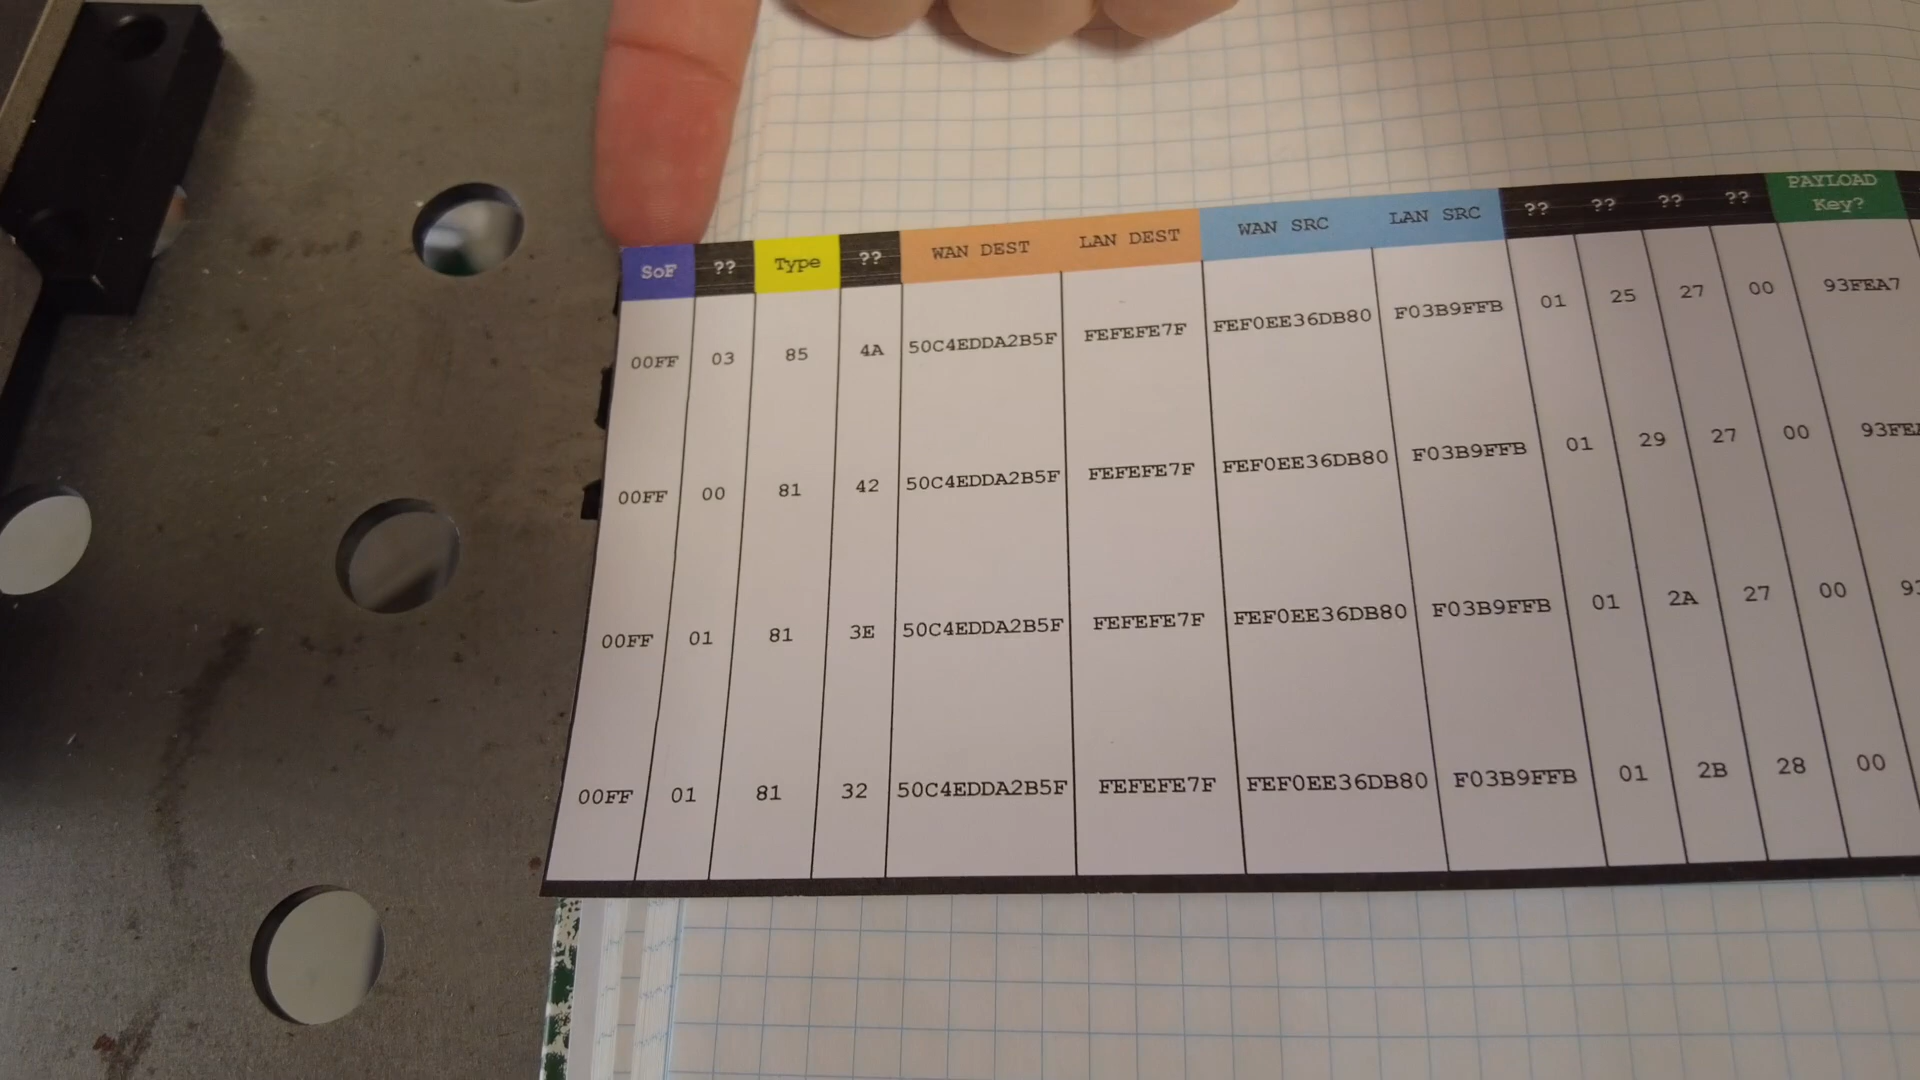 SoF ?? Type ?? WAN DEST LAN DEST WAN SRC LAN SRC ?? ?? ?? ?? PAYLOAD Key?
00FF 03 85 4A 50C4EDDA2B5F FEFEFE7F FEF0EE36DB80 F03B9FFB 01 25 27 00 93FEA7
00FF 00 81 42 50C4EDDA2B5F FEFEFE7F FEF0EE36DB80 F03B9FFB 01 29 27 00
00FF 01 81 3E 50C4EDDA2B5F FEFEFE7F FEF0EE36DB80 F03B9FFB 01 2A 27 00
00FF 01 81 32 50C4EDDA2B5F FEFEFE7F FEF0EE36DB80 F03B9FFB 01 2B 28 00